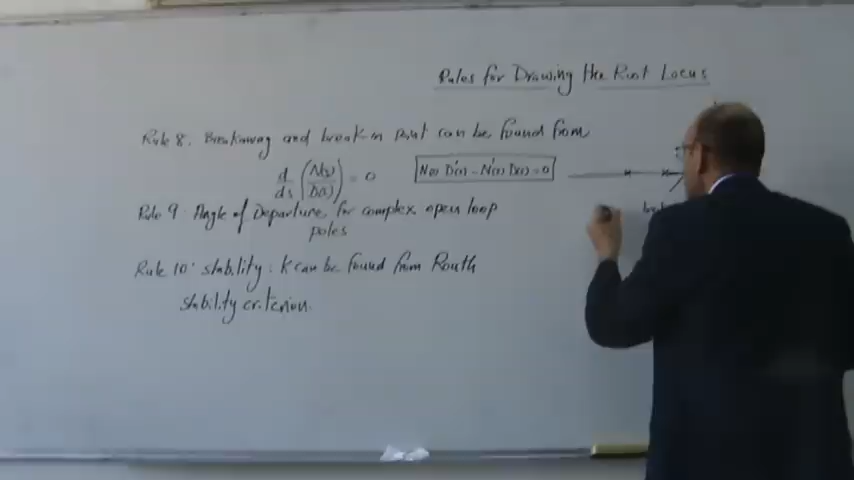 Rules for Drawing the Root Locus
Rule 8. Breakaway and break-in point can be found from
d/ds (N(s)/D(s)) = 0
N(s) D'(s) - N'(s) D(s) = 0
Rule 9. Angle of Departure for complex open loop
poles
Rule 10: stability: K can be found from Routh
stability criterion.